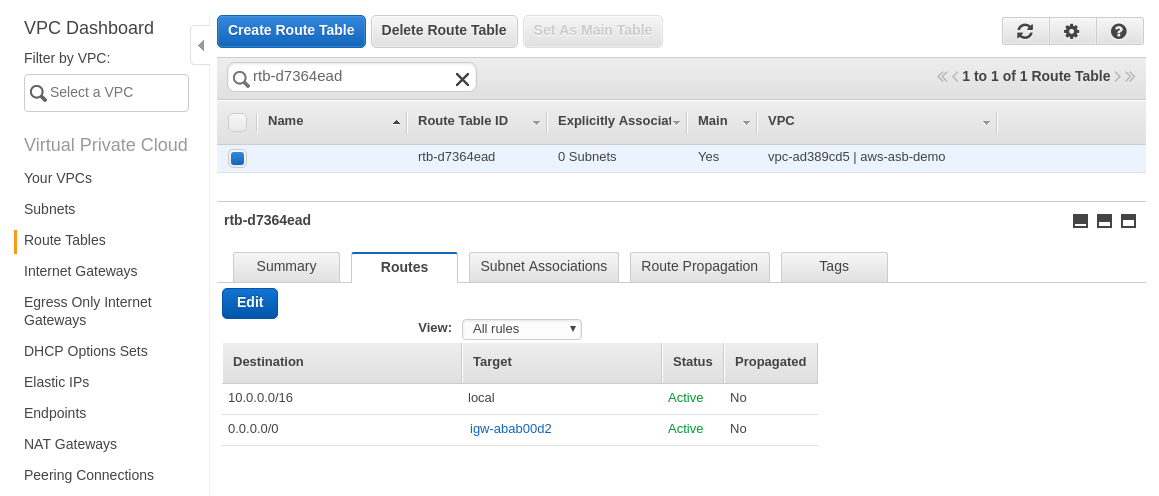 VPC Dashboard
Filter by VPC:
Select a VPC
Virtual Private Cloud
Your VPCs
Subnets
Route Tables
Internet Gateways
Egress Only Internet
Gateways
DHCP Options Sets
Elastic IPs
Endpoints
NAT Gateways
Peering Connections
Create Route Table Delete Route Table Set As Main Table
rtb-d7364ead 1 to 1 of 1 Route Table
Name Route Table ID Explicitly Associat Main VPC
rtb-d7364ead 0 Subnets Yes vpc-ad389cd5 | aws-asb-demo
rtb-d7364ead
Summary Routes Subnet Associations Route Propagation Tags
Edit
View: All rules
Destination Target Status Propagated
10.0.0.0/16 local Active No
0.0.0.0/0 igw-abab00d2 Active No